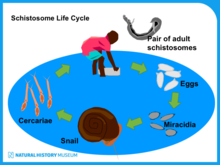 Schistosome Life Cycle
Pair of adult
schistosomes
Eggs
Cercariae
Miracidia
Snail
NATURAL HISTORY MUSEUM